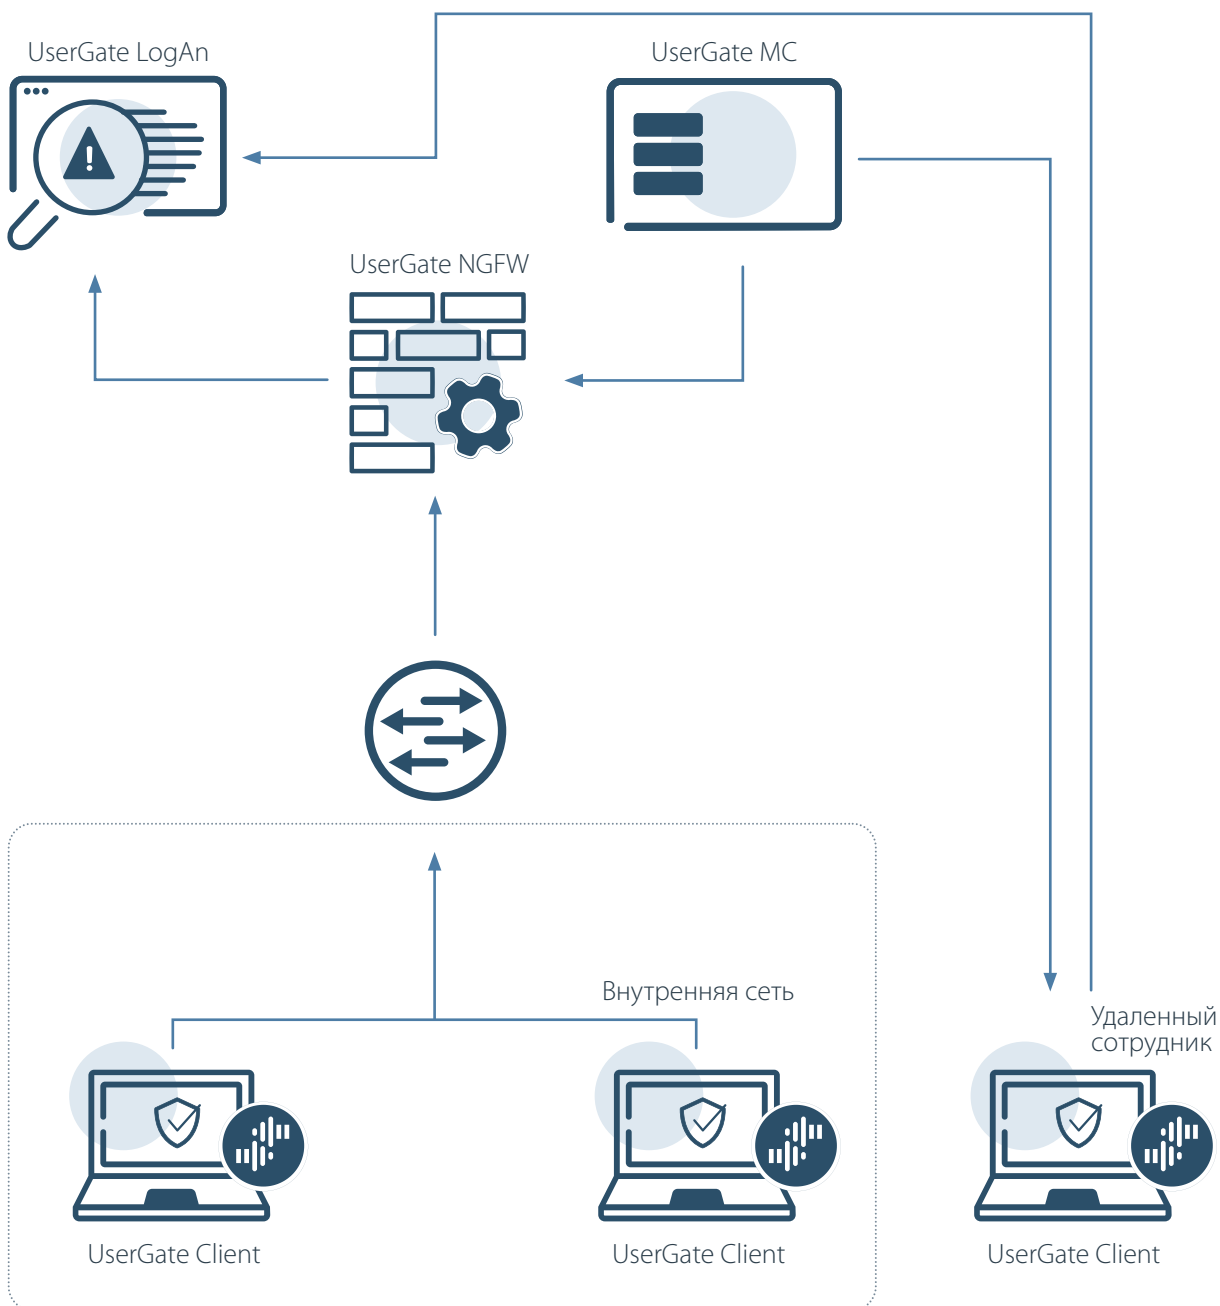 UserGate LogAn
UserGate MC
UserGate NGFW
Внутренняя сеть
Удаленный
сотрудник
UserGate Client
UserGate Client
UserGate Client